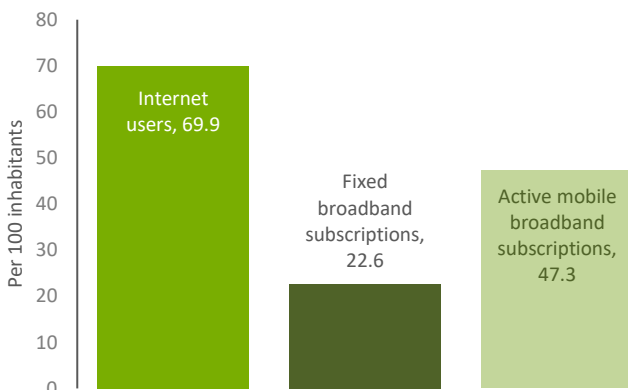 80
70
60
50
40
30
20
10
0
Per 100 inhabitants
Internet
users, 69.9
Fixed
broadband
subscriptions,
22.6
Active mobile
broadband
subscriptions,
47.3